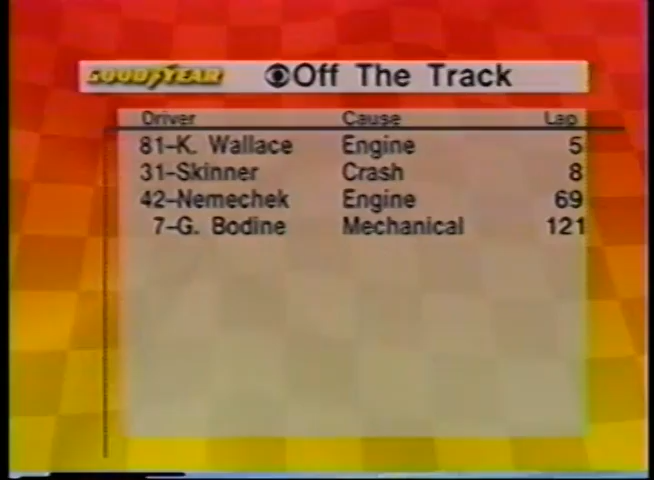 GOODYEAR Off The Track
Driver Cause Lap
81-K. Wallace Engine 5
31-Skinner Crash 8
42-Nemechek Engine 69
7-G. Bodine Mechanical 121